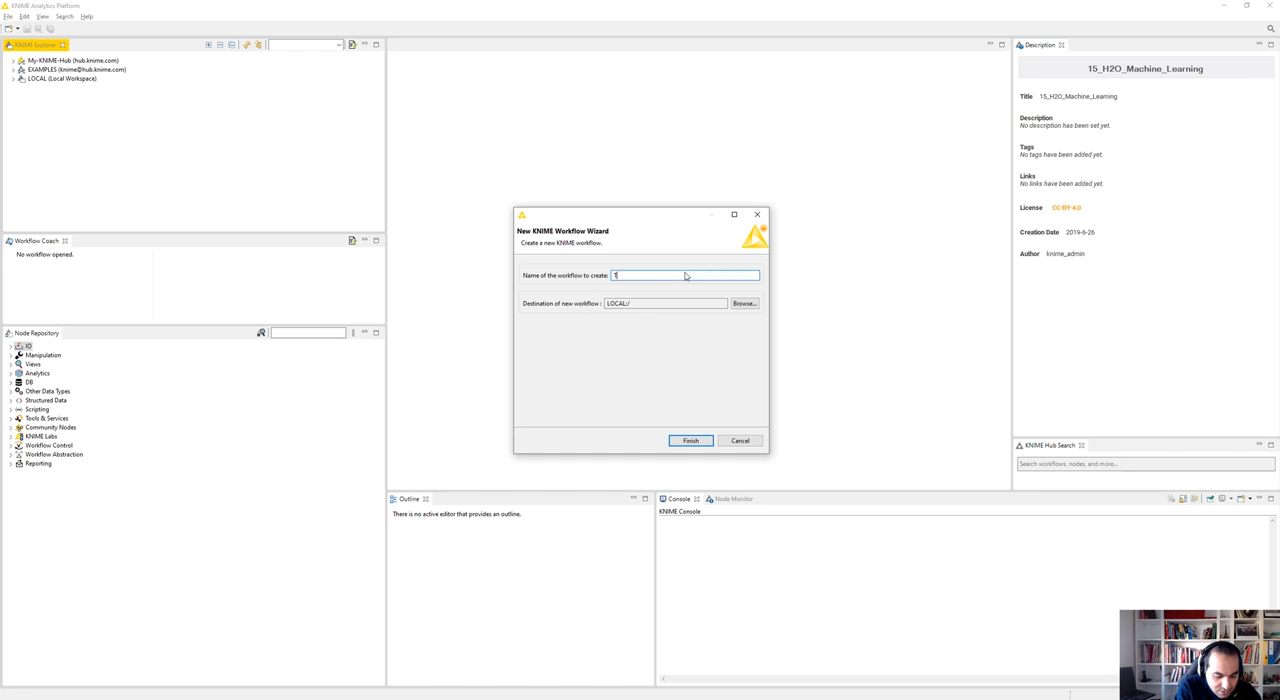 KNIME Analytics Platform
File Edit View Search Help
KNIME Explorer
My-KNIME-Hub (hub.knime.com)
EXAMPLES (knime@hub.knime.com)
LOCAL (Local Workspace)
Workflow Coach
No workflow opened.
Node Repository
IO
Manipulation
Views
Analytics
DB
Other Data Types
Structured Data
Scripting
Tools & Services
Community Nodes
KNIME Labs
Workflow Control
Workflow Abstraction
Reporting
New KNIME Workflow Wizard
Create a new KNIME workflow.
Name of the workflow to create: T
Destination of new workflow : LOCAL:/ Browse...
Finish Cancel
Outline
There is no active editor that provides an outline.
Console Node Monitor
KNIME Console
Description
15_H2O_Machine_Learning
Title 15_H2O_Machine_Learning
Description
No description has been set yet.
Tags
No tags have been added yet.
Links
No links have been added yet.
License CC-BY-4.0
Creation Date 2019-6-26
Author knime_admin
KNIME Hub Search
Search workflows, nodes, and more...